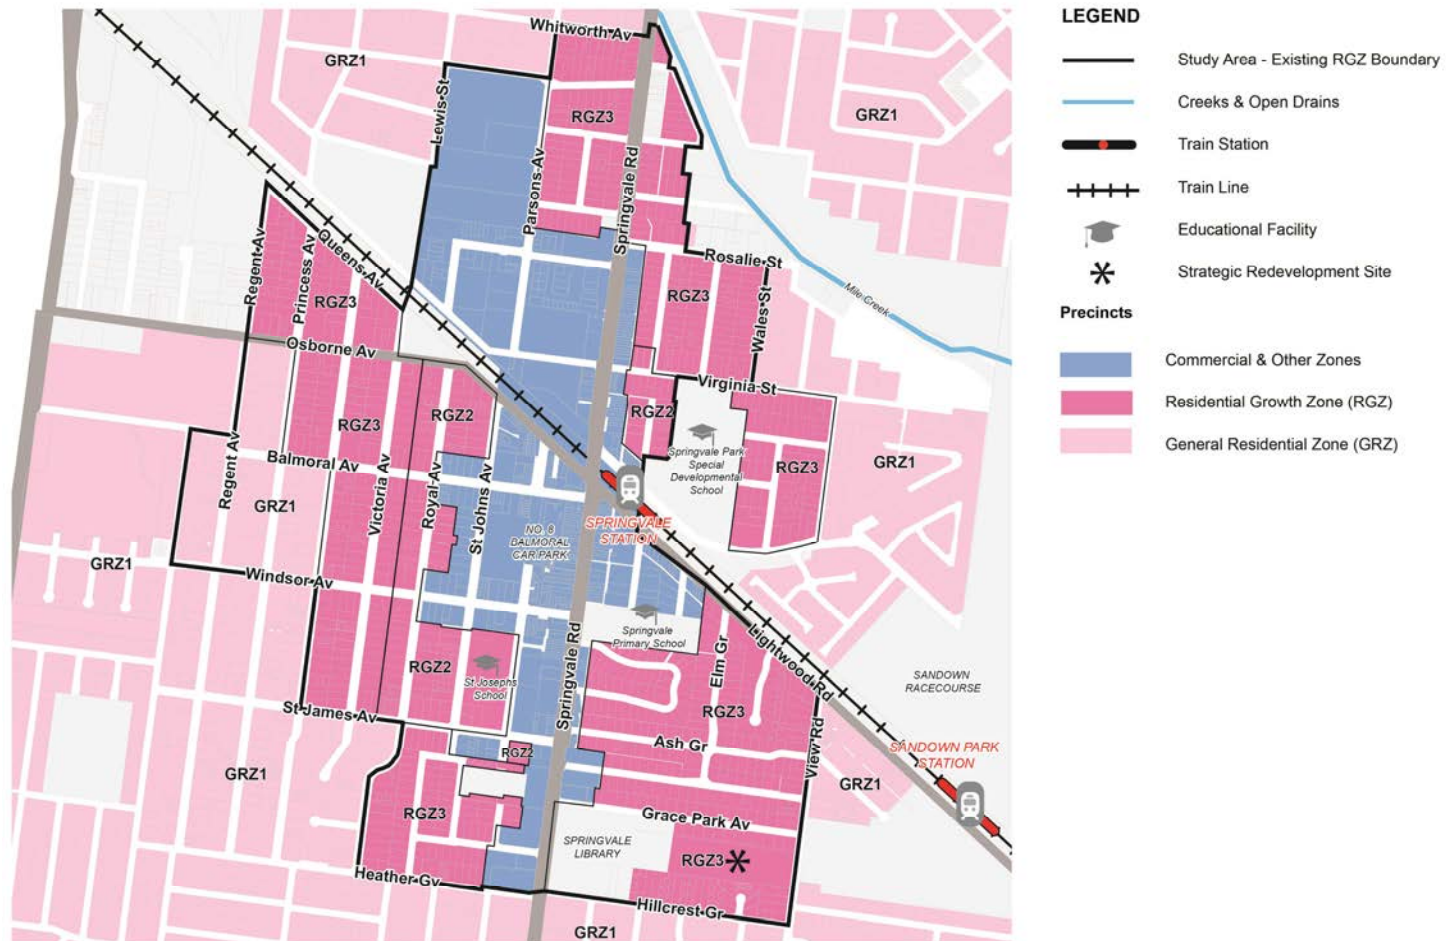 Whitworth Av
GRZ1
Lewis St
RGZ3
GRZ1
Parsons Av
Springvale Rd
Regent Av
Princess Av
Queens Av
RGZ3
Rosalie St
RGZ3
Wales St
Mile Creek
Osborne Av
Virginia St
RGZ2
RGZ2
RGZ3
Springvale Park
Special
Developmental
School
RGZ3
GRZ1
Balmoral Av
Regent Av
GRZ1
Victoria Av
Royal Av
St Johns Av
NO. 8
BALMORAL
CAR PARK
SPRINGVALE
STATION
GRZ1
Windsor Av
Springvale
Primary School
Lightwood Rd
Elm Gr
Springvale Rd
RGZ2
St Josephs
School
SANDOWN
RACECOURSE
St James Av
RGZ3
Ash Gr
View Rd
RGZ2
SANDOWN PARK
STATION
GRZ1
GRZ1
RGZ3
Grace Park Av
SPRINGVALE
LIBRARY
RGZ3
Heather Gv
Hillcrest Gr
GRZ1
LEGEND
Study Area - Existing RGZ Boundary
Creeks & Open Drains
Train Station
Train Line
Educational Facility
Strategic Redevelopment Site
Precincts
Commercial & Other Zones
Residential Growth Zone (RGZ)
General Residential Zone (GRZ)